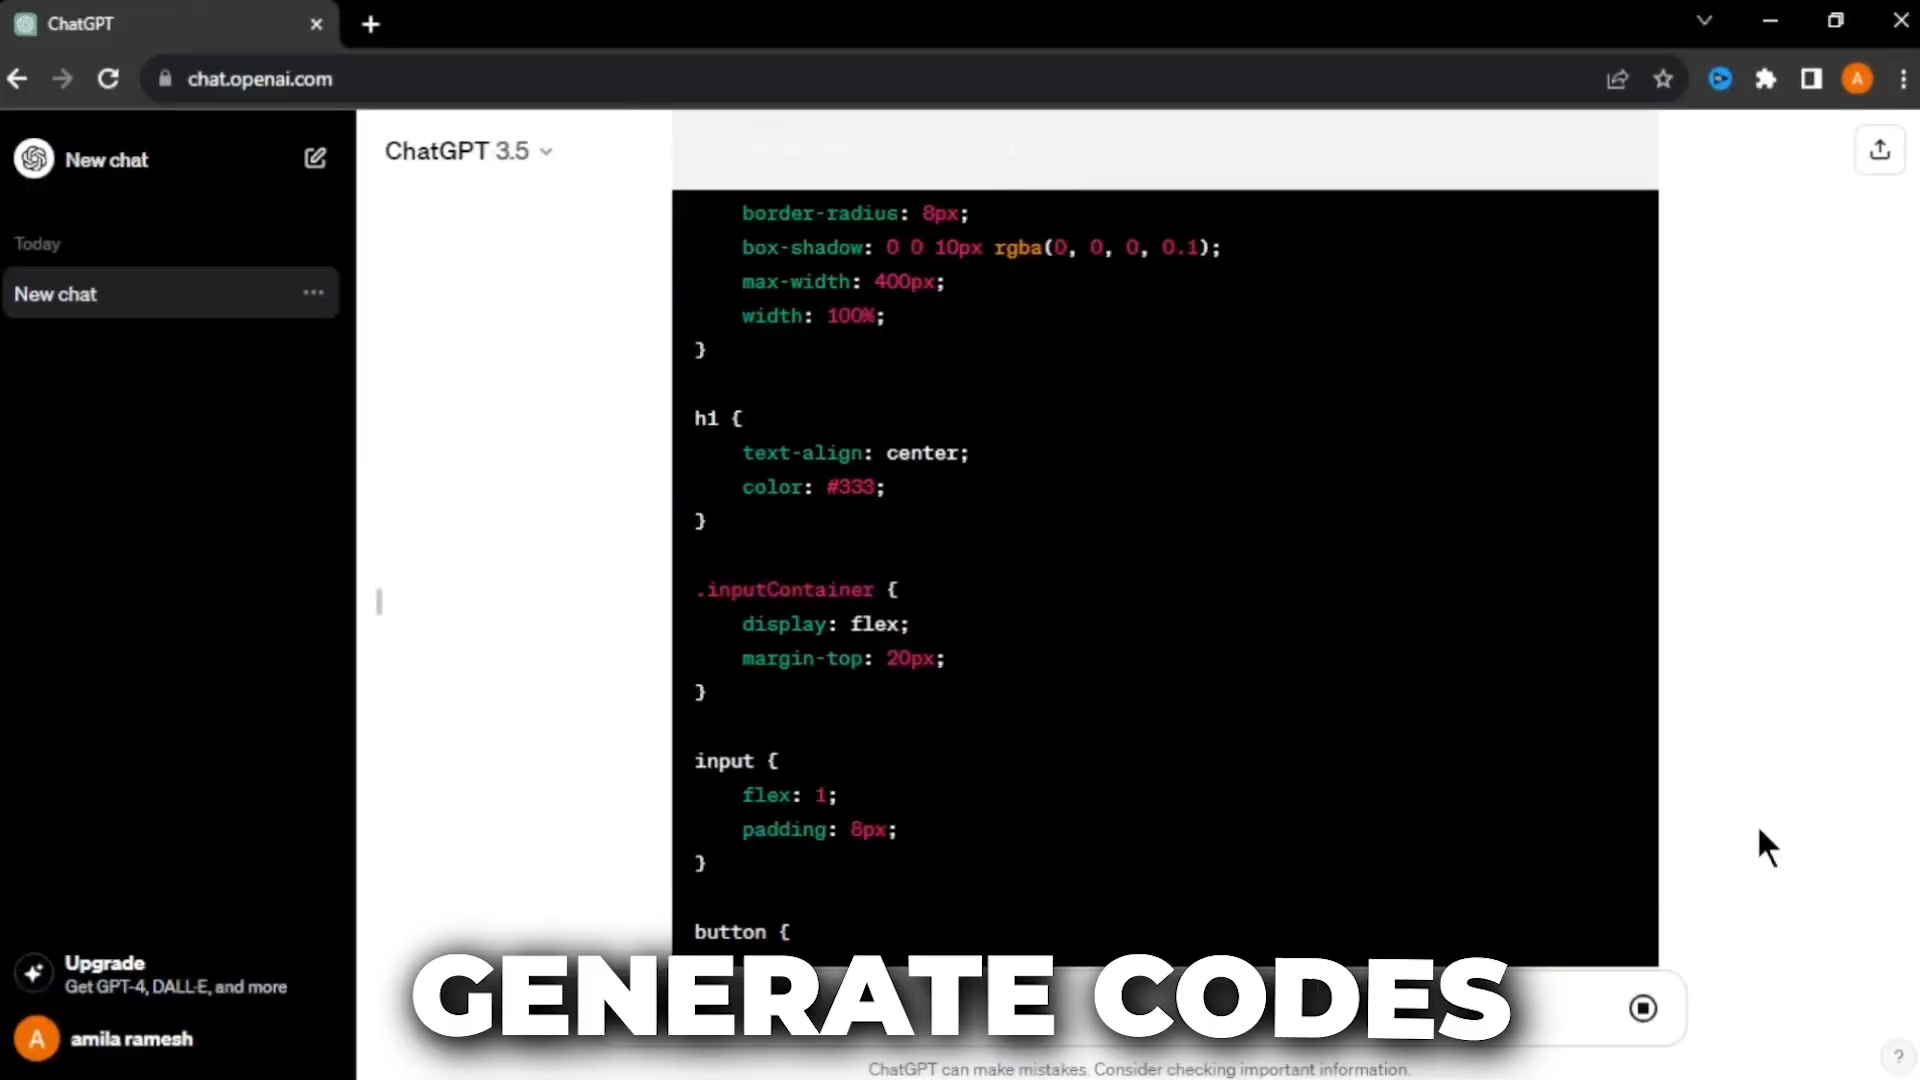 ChatGPT
chat.openai.com
A
New chat
Today
New chat
ChatGPT 3.5
border-radius: 8px;
box-shadow: 0 0 10px rgba(0, 0, 0, 0.1);
max-width: 400px;
width: 100%;
}
h1 {
text-align: center;
color: #333;
}
.inputContainer {
display: flex;
margin-top: 20px;
}
input {
flex: 1;
padding: 8px;
}
button {
GENERATE CODES
Upgrade
Get GPT-4, DALL·E, and more
A
amila ramesh
ChatGPT can make mistakes. Consider checking important information.
?